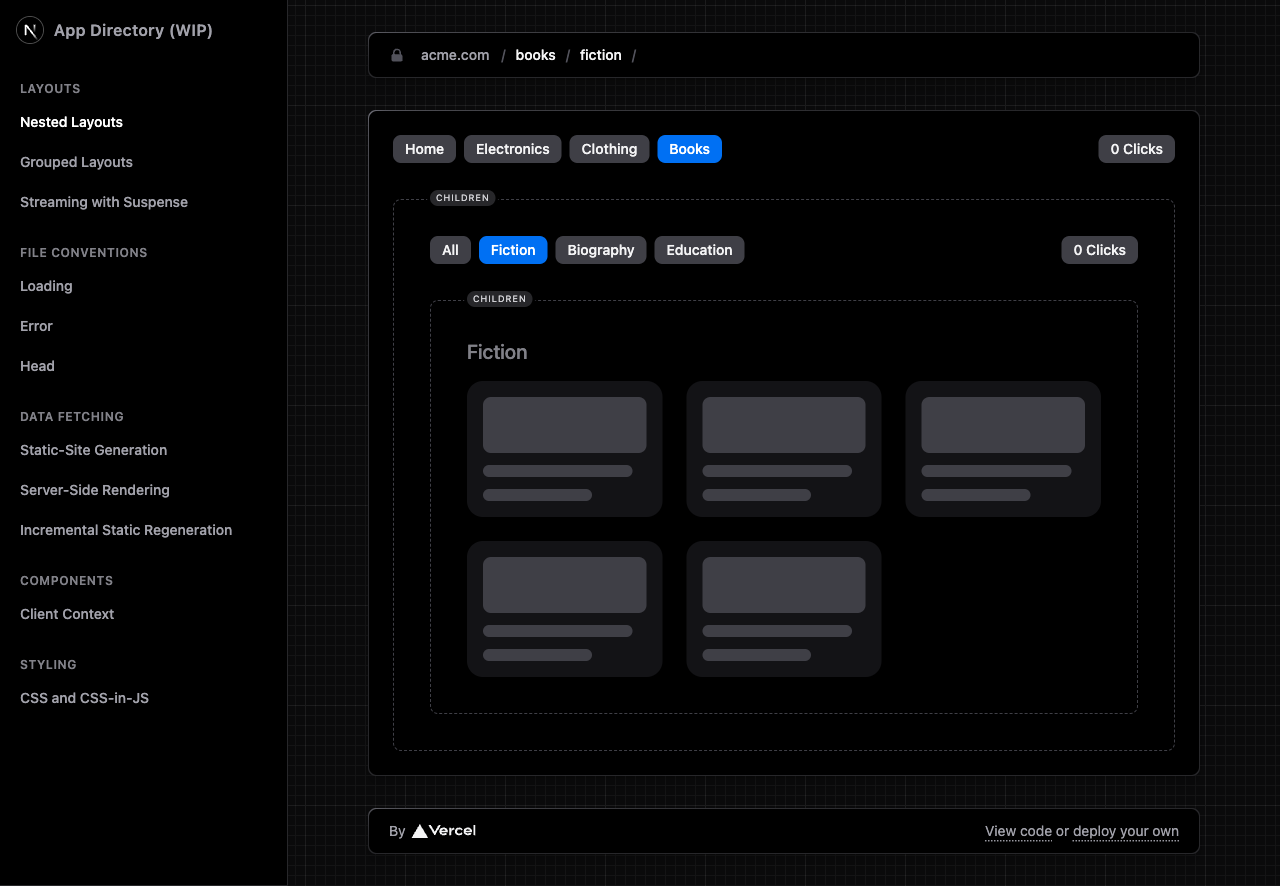 App Directory (WIP)
LAYOUTS
Nested Layouts
Grouped Layouts
Streaming with Suspense
FILE CONVENTIONS
Loading
Error
Head
DATA FETCHING
Static-Site Generation
Server-Side Rendering
Incremental Static Regeneration
COMPONENTS
Client Context
STYLING
CSS and CSS-in-JS
acme.com / books / fiction /
Home Electronics Clothing Books 0 Clicks
CHILDREN
All Fiction Biography Education 0 Clicks
CHILDREN
Fiction
By Vercel View code or deploy your own